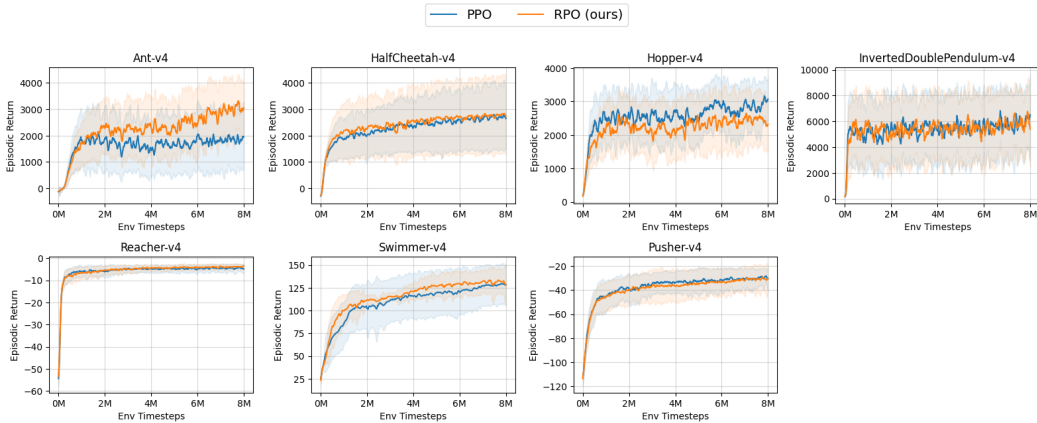 PPO RPO (ours)
Ant-v4 HalfCheetah-v4 Hopper-v4 InvertedDoublePendulum-v4
Episodic Return
4000
3000
2000
1000
0
0M 2M 4M 6M 8M
Env Timesteps
Episodic Return
4000
3000
2000
1000
0
0M 2M 4M 6M 8M
Env Timesteps
Episodic Return
4000
3000
2000
1000
0
0M 2M 4M 6M 8M
Env Timesteps
Episodic Return
10000
8000
6000
4000
2000
0
0M 2M 4M 6M 8M
Env Timesteps
Reacher-v4 Swimmer-v4 Pusher-v4
Episodic Return
0
−10
−20
−30
−40
−50
−60
0M 2M 4M 6M 8M
Env Timesteps
Episodic Return
150
125
100
75
50
25
0M 2M 4M 6M 8M
Env Timesteps
Episodic Return
−20
−40
−60
−80
−100
−120
0M 2M 4M 6M 8M
Env Timesteps